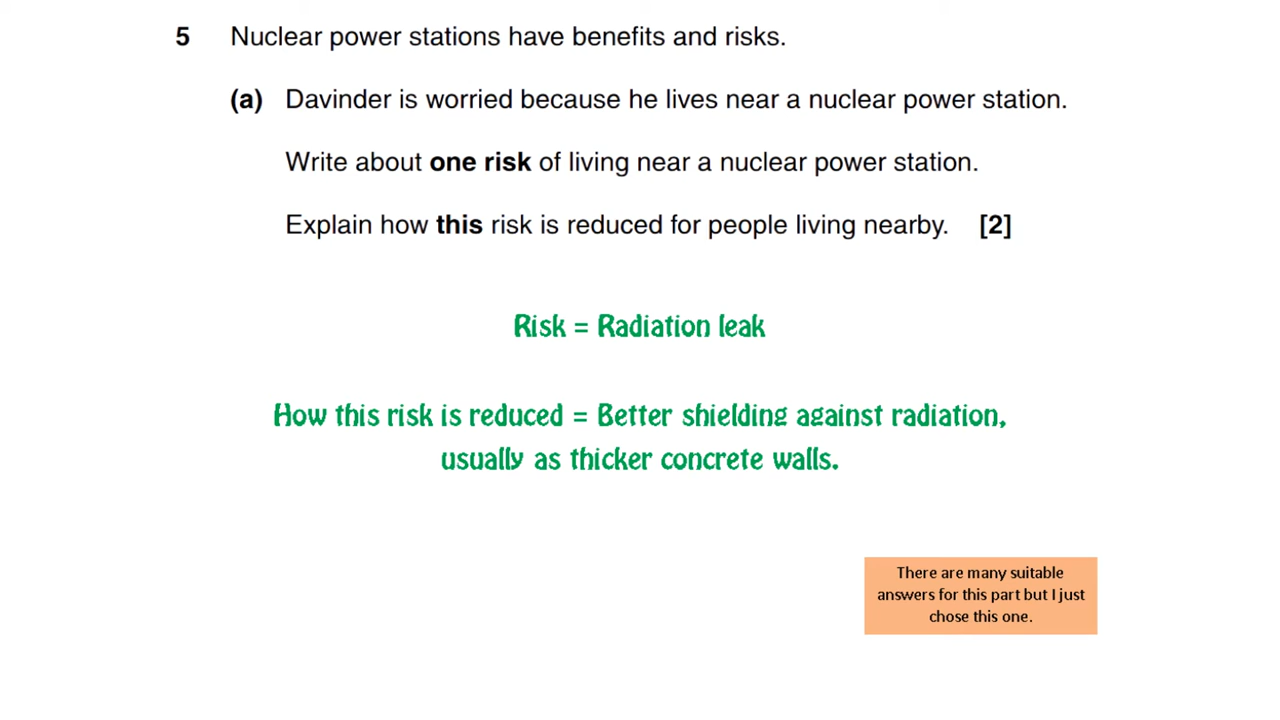 5 Nuclear power stations have benefits and risks.
(a) Davinder is worried because he lives near a nuclear power station.
Write about one risk of living near a nuclear power station.
Explain how this risk is reduced for people living nearby. [2]
Risk = Radiation leak
How this risk is reduced = Better shielding against radiation,
usually as thicker concrete walls.
There are many suitable
answers for this part but I just
chose this one.